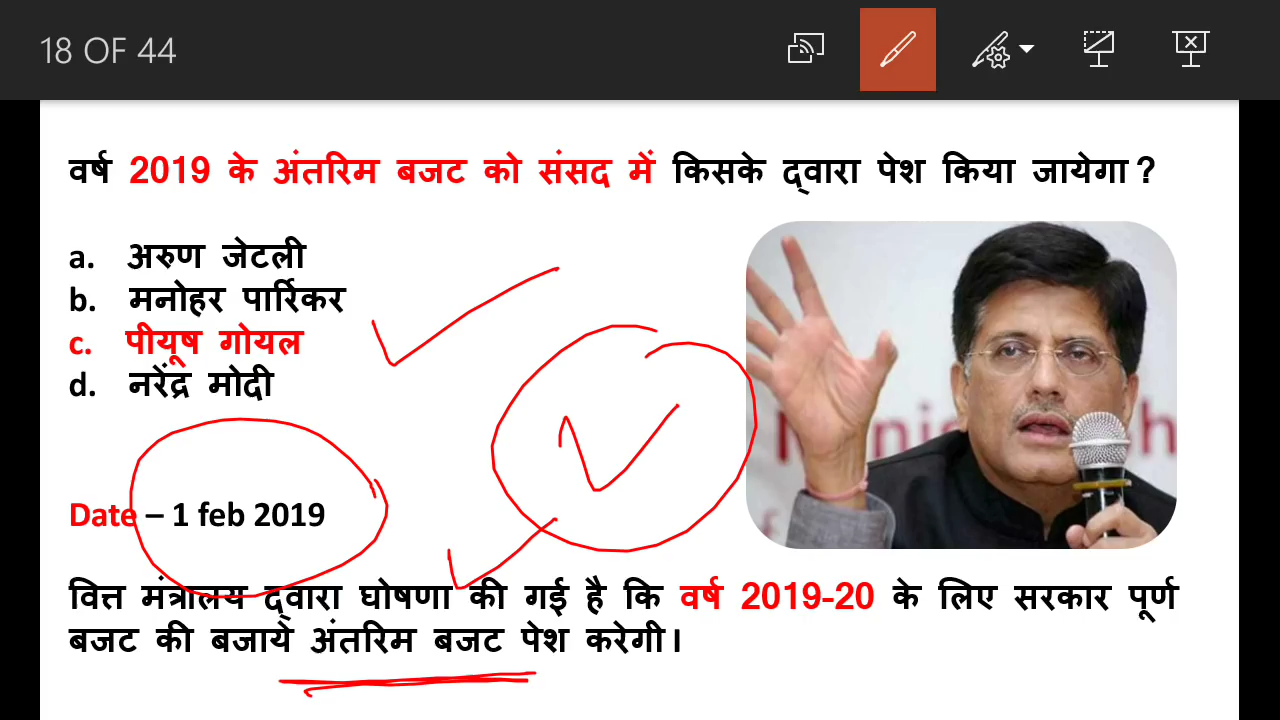 18 OF 44
वर्ष 2019 के अंतरिम बजट को संसद में किसके द्वारा पेश किया जायेगा ?
a. अरुण जेटली
b. मनोहर पार्रिकर
c. पीयूष गोयल
d. नरेंद्र मोदी
Date – 1 feb 2019
वित्त मंत्रालय द्वारा घोषणा की गई है कि वर्ष 2019-20 के लिए सरकार पूर्ण
बजट की बजाये अंतरिम बजट पेश करेगी।